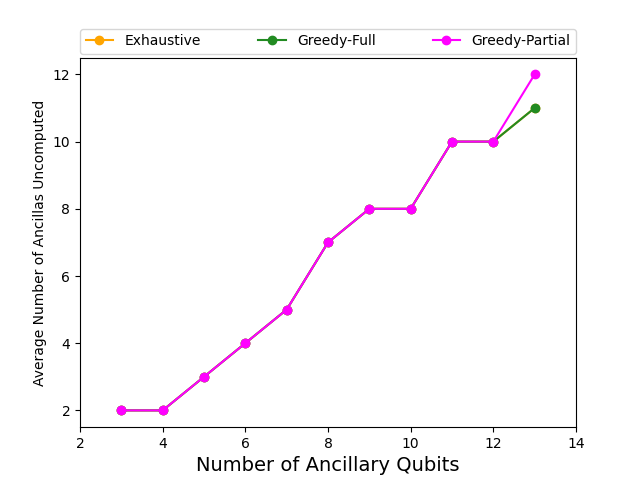 Exhaustive Greedy-Full Greedy-Partial
12
10
8
6
4
2
Average Number of Ancillas Uncomputed
2 4 6 8 10 12 14
Number of Ancillary Qubits